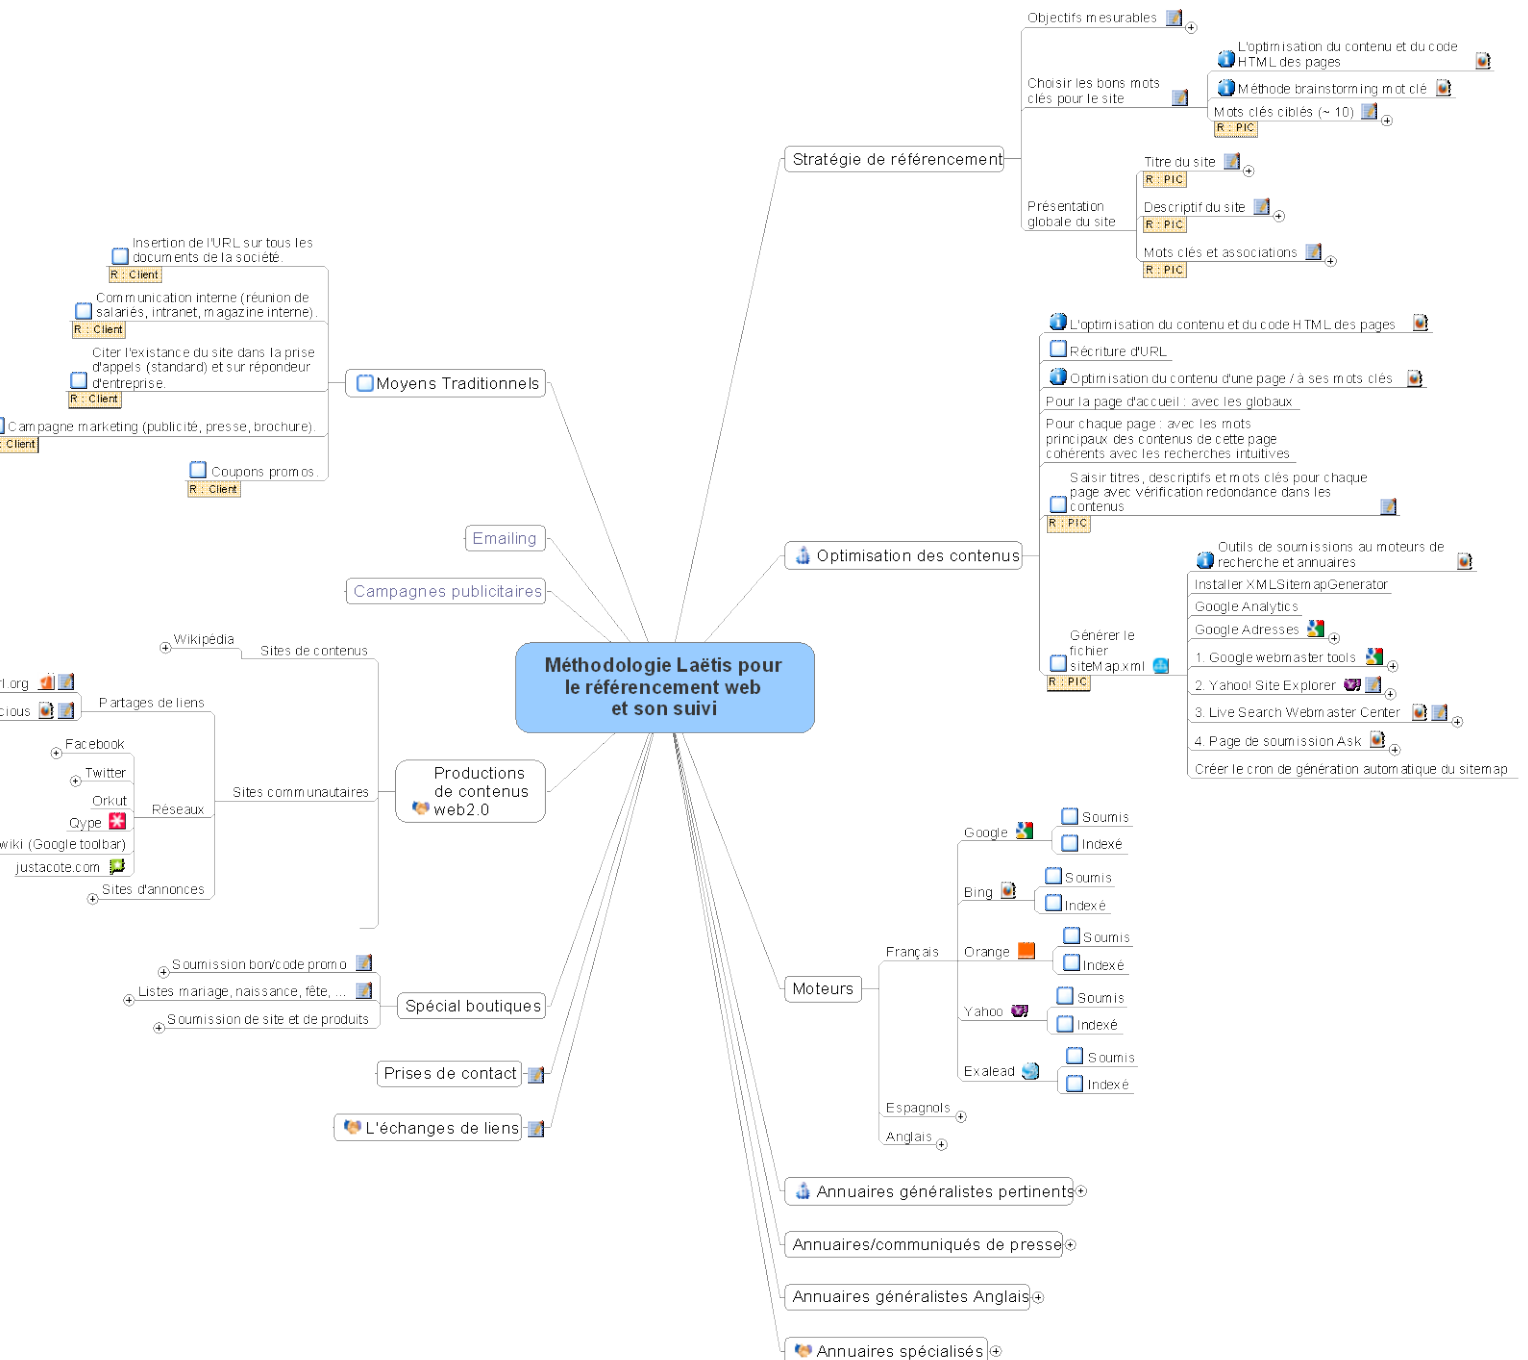 Méthodologie Laëtis pour
le référencement web
et son suivi
Stratégie de référencement
Objectifs mesurables
Choisir les bons mots
clés pour le site
L'optimisation du contenu et du code
HTML des pages
Méthode brainstorming mot clé
Mots clés ciblés (~ 10)
R : PIC
Présentation
globale du site
Titre du site
R : PIC
Descriptif du site
R : PIC
Mots clés et associations
R : PIC
Optimisation des contenus
L'optimisation du contenu et du code HTML des pages
Récriture d'URL
Optimisation du contenu d'une page / à ses mots clés
Pour la page d'accueil : avec les globaux
Pour chaque page : avec les mots
principaux des contenus de cette page
cohérents avec les recherches intuitives
Saisir titres, descriptifs et mots clés pour chaque
page avec vérification redondance dans les
contenus
R : PIC
Générer le
fichier
siteMap.xml
R : PIC
Outils de soumissions au moteurs de
recherche et annuaires
Installer XMLSitemapGenerator
Google Analytics
Google Adresses
1. Google webmaster tools
2. Yahoo! Site Explorer
3. Live Search Webmaster Center
4. Page de soumission Ask
Créer le cron de génération automatique du sitemap
Moteurs
Français
Google
Soumis
Indexé
Bing
Soumis
Indexé
Orange
Soumis
Indexé
Yahoo
Soumis
Indexé
Exalead
Soumis
Indexé
Espagnols
Anglais
Annuaires généralistes pertinents
Annuaires/communiqués de presse
Annuaires généralistes Anglais
Annuaires spécialisés
Moyens Traditionnels
Insertion de l'URL sur tous les
documents de la société.
R : Client
Communication interne (réunion de
salariés, intranet, magazine interne).
R : Client
Citer l'existance du site dans la prise
d'appels (standard) et sur répondeur
d'entreprise.
R : Client
Campagne marketing (publicité, presse, brochure).
: Client
Coupons promos.
R : Client
Emailing
Campagnes publicitaires
Productions
de contenus
web2.0
Sites de contenus
Wikipédia
Sites communautaires
Partages de liens
rl.org
cious
Réseaux
Facebook
Twitter
Orkut
Qype
wiki (Google toolbar)
justacote.com
Sites d'annonces
Spécial boutiques
Soumission bon/code promo
Listes mariage, naissance, fête, ...
Soumission de site et de produits
Prises de contact
L'échanges de liens